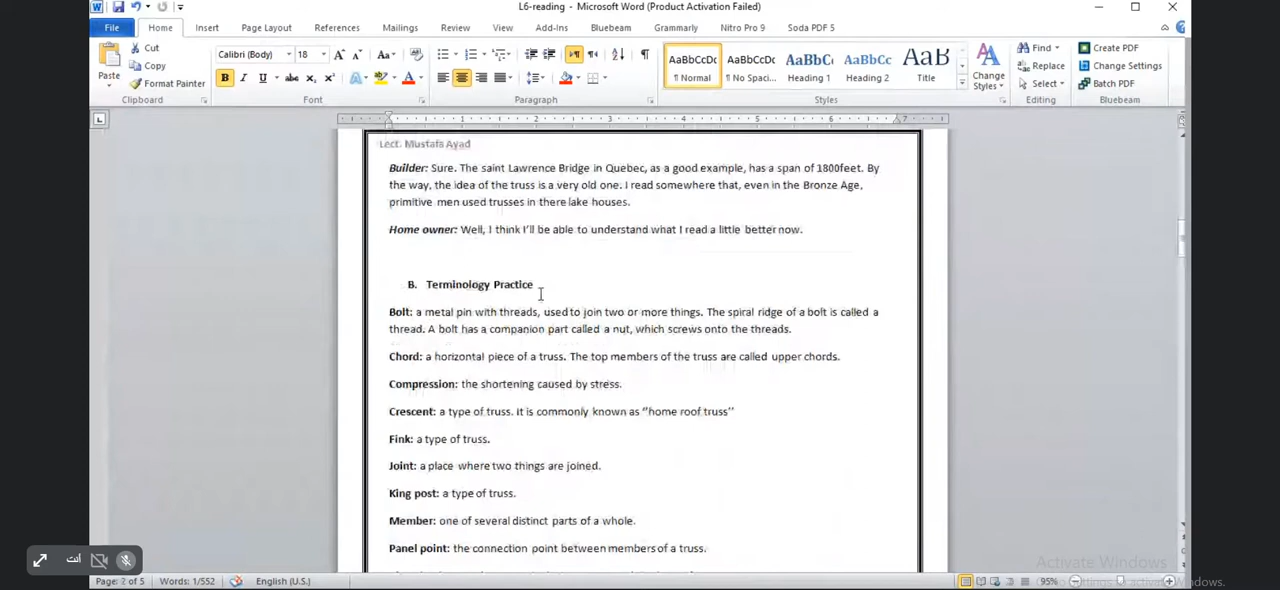 L6-reading - Microsoft Word (Product Activation Failed)
File Home Insert Page Layout References Mailings Review View Add-Ins Bluebeam Grammarly Nitro Pro 9 Soda PDF 5
Paste Cut Copy Format Painter
Calibri (Body) 18
AaBbCcDc AaBbCcDc AaBbC AaBbCc AaB
¶ Normal ¶ No Spaci... Heading 1 Heading 2 Title
Change Styles
Find Replace Select
Create PDF Change Settings Batch PDF
Clipboard Font Paragraph Styles Editing Bluebeam
1 2 3 4 5 6 7
Lect. Mustafa Ayad
Builder: Sure. The saint Lawrence Bridge in Quebec, as a good example, has a span of 1800feet. By
the way, the idea of the truss is a very old one. I read somewhere that, even in the Bronze Age,
primitive men used trusses in there lake houses.
Home owner: Well, I think I'll be able to understand what I read a little better now.
B. Terminology Practice
Bolt: a metal pin with threads, used to join two or more things. The spiral ridge of a bolt is called a
thread. A bolt has a companion part called a nut, which screws onto the threads.
Chord: a horizontal piece of a truss. The top members of the truss are called upper chords.
Compression: the shortening caused by stress.
Crescent: a type of truss. it is commonly known as ''home roof truss''
Fink: a type of truss.
Joint: a place where two things are joined.
King post: a type of truss.
Member: one of several distinct parts of a whole.
Panel point: the connection point between members of a truss.
أنت
Activate Windows
Page: 2 of 5 Words: 1/552 English (U.S.) 95%